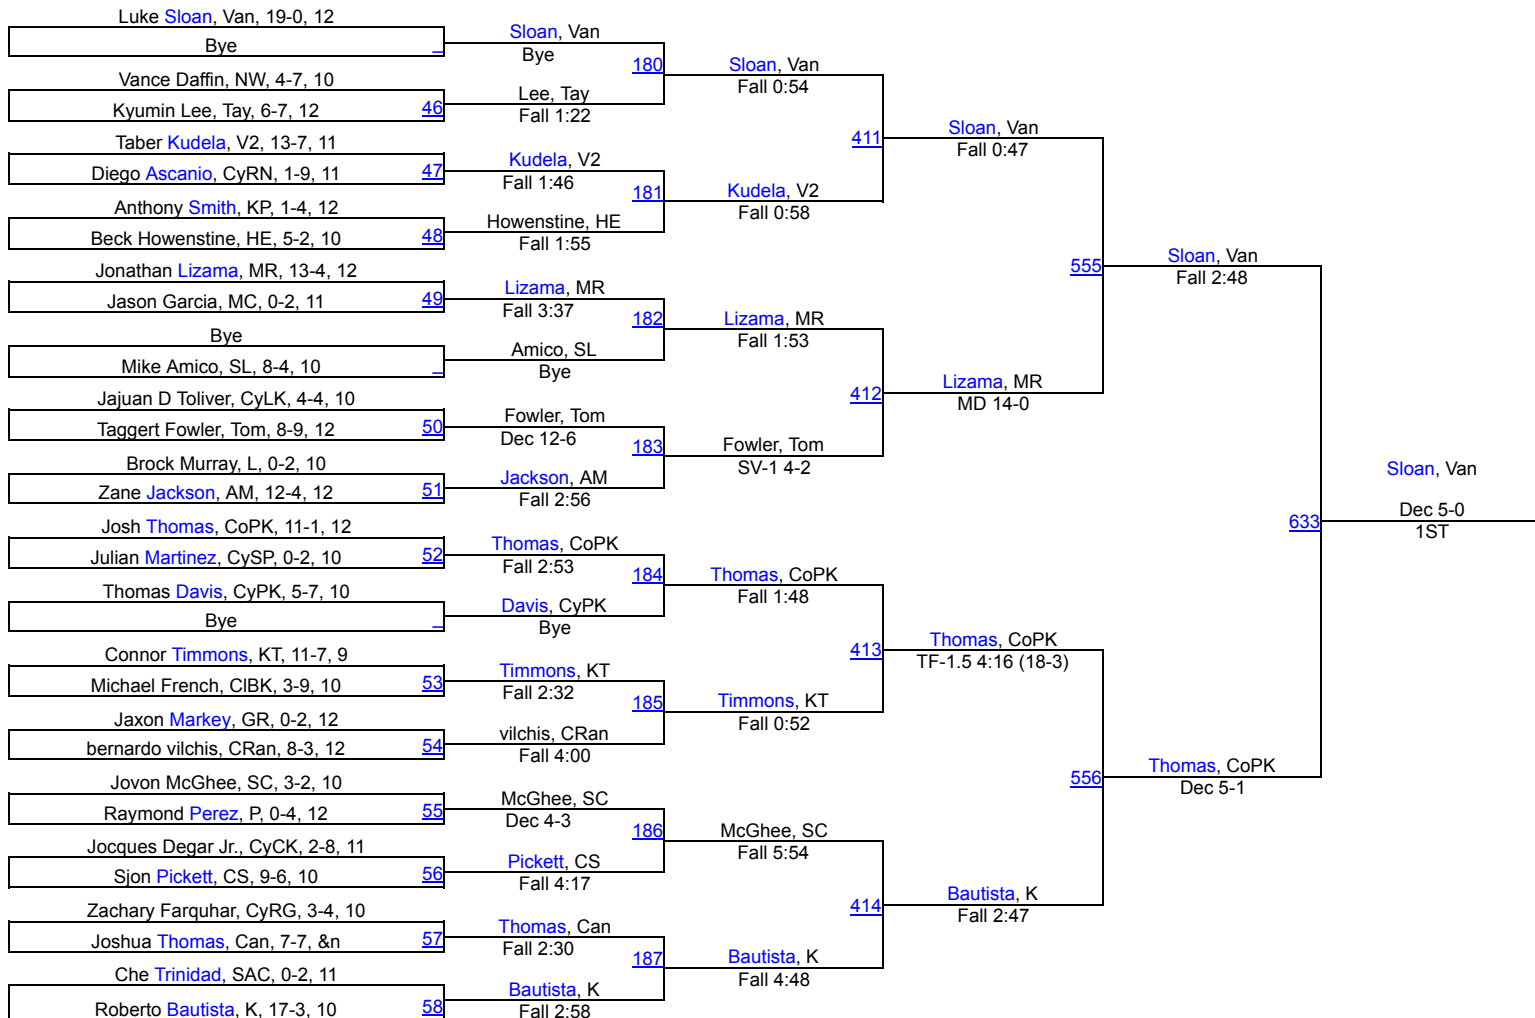 Luke Sloan, Van, 19-0, 12
Bye
Vance Daffin, NW, 4-7, 10
Kyumin Lee, Tay, 6-7, 12
46
Taber Kudela, V2, 13-7, 11
Diego Ascanio, CyRN, 1-9, 11
47
Anthony Smith, KP, 1-4, 12
Beck Howenstine, HE, 5-2, 10
48
Jonathan Lizama, MR, 13-4, 12
Jason Garcia, MC, 0-2, 11
49
Bye
Mike Amico, SL, 8-4, 10
Jajuan D Toliver, CyLK, 4-4, 10
Taggert Fowler, Tom, 8-9, 12
50
Brock Murray, L, 0-2, 10
Zane Jackson, AM, 12-4, 12
51
Josh Thomas, CoPK, 11-1, 12
Julian Martinez, CySP, 0-2, 10
52
Thomas Davis, CyPK, 5-7, 10
Bye
Connor Timmons, KT, 11-7, 9
Michael French, ClBK, 3-9, 10
53
Jaxon Markey, GR, 0-2, 12
bernardo vilchis, CRan, 8-3, 12
54
Jovon McGhee, SC, 3-2, 10
Raymond Perez, P, 0-4, 12
55
Jocques Degar Jr., CyCK, 2-8, 11
Sjon Pickett, CS, 9-6, 10
56
Zachary Farquhar, CyRG, 3-4, 10
Joshua Thomas, Can, 7-7, &n
57
Che Trinidad, SAC, 0-2, 11
Roberto Bautista, K, 17-3, 10
58
Sloan, Van
Bye
180
Lee, Tay
Fall 1:22
Kudela, V2
Fall 1:46
181
Howenstine, HE
Fall 1:55
Lizama, MR
Fall 3:37
182
Amico, SL
Bye
Fowler, Tom
Dec 12-6
183
Jackson, AM
Fall 2:56
Thomas, CoPK
Fall 2:53
184
Davis, CyPK
Bye
Timmons, KT
Fall 2:32
185
vilchis, CRan
Fall 4:00
McGhee, SC
Dec 4-3
186
Pickett, CS
Fall 4:17
Thomas, Can
Fall 2:30
187
Bautista, K
Fall 2:58
Sloan, Van
Fall 0:54
411
Kudela, V2
Fall 0:58
Lizama, MR
Fall 1:53
412
Fowler, Tom
SV-1 4-2
Thomas, CoPK
Fall 1:48
413
Timmons, KT
Fall 0:52
McGhee, SC
Fall 5:54
414
Bautista, K
Fall 4:48
Sloan, Van
Fall 0:47
555
Lizama, MR
MD 14-0
Thomas, CoPK
TF-1.5 4:16 (18-3)
556
Bautista, K
Fall 2:47
Sloan, Van
Fall 2:48
633
Thomas, CoPK
Dec 5-1
Sloan, Van
Dec 5-0
1ST